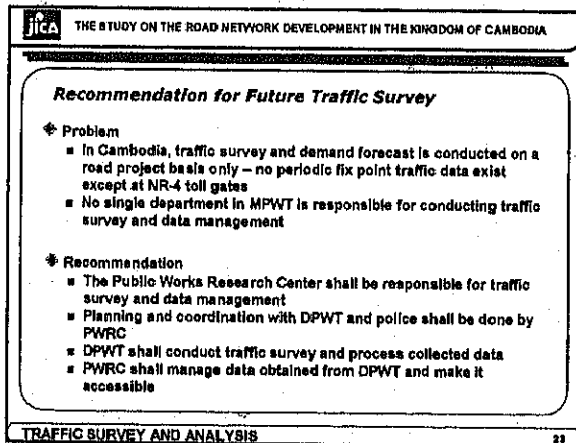 jica THE STUDY ON THE ROAD NETWORK DEVELOPMENT IN THE KINGDOM OF CAMBODIA
Recommendation for Future Traffic Survey
Problem
In Cambodia, traffic survey and demand forecast is conducted on a
road project basis only – no periodic fix point traffic data exist
except at NR-4 toll gates
No single department in MPWT is responsible for conducting traffic
survey and data management
Recommendation
The Public Works Research Center shall be responsible for traffic
survey and data management
Planning and coordination with DPWT and police shall be done by
PWRC
DPWT shall conduct traffic survey and process collected data
PWRC shall manage data obtained from DPWT and make it
accessible
TRAFFIC SURVEY AND ANALYSIS 23